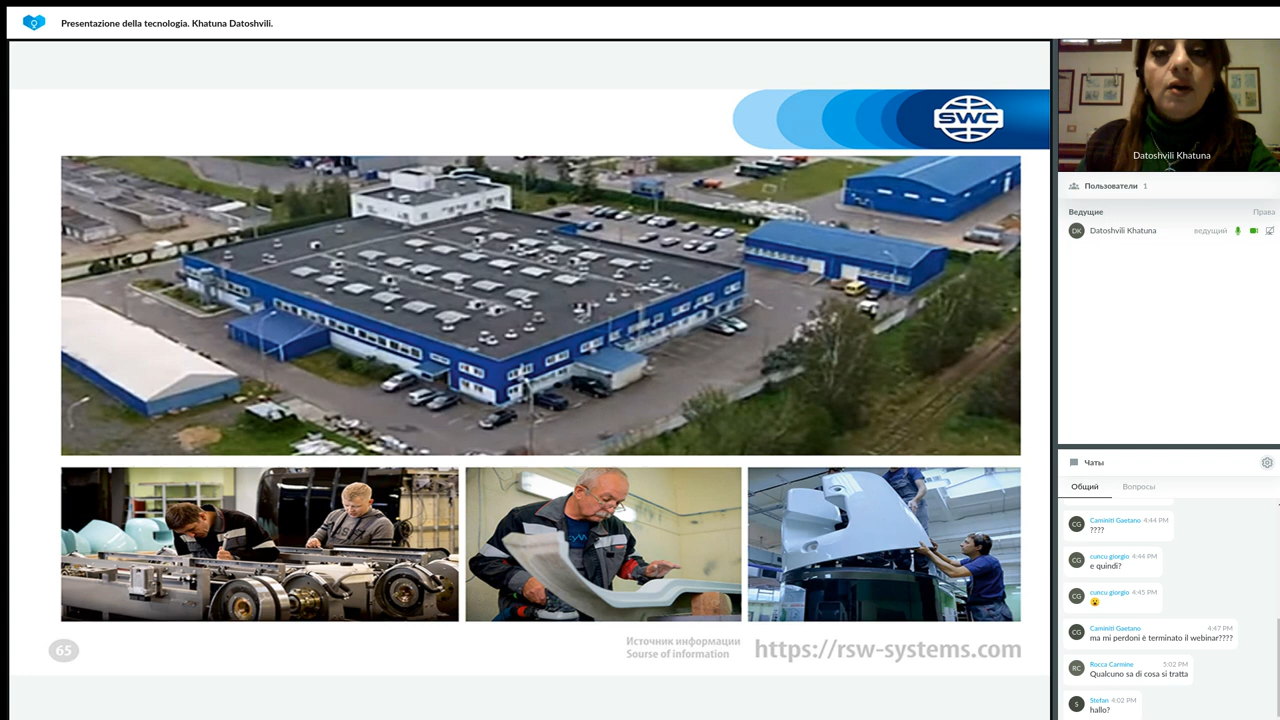 Presentazione della tecnologia. Khatuna Datoshvili.
SWC
65
Источник информации
Sourse of information
https://rsw-systems.com
Datoshvili Khatuna
Пользователи 1
Ведущие Права
DK Datoshvili Khatuna ведущий
Чаты
Общий Вопросы
CG Caminiti Gaetano 4:44 PM
????
CG cuncu giorgio 4:44 PM
e quindi?
CG cuncu giorgio 4:45 PM
😮
CG Caminiti Gaetano 4:47 PM
ma mi perdoni è terminato il webinar????
RC Rocca Carmine 5:02 PM
Qualcuno sa di cosa si tratta
S Stefan 4:02 PM
hallo?